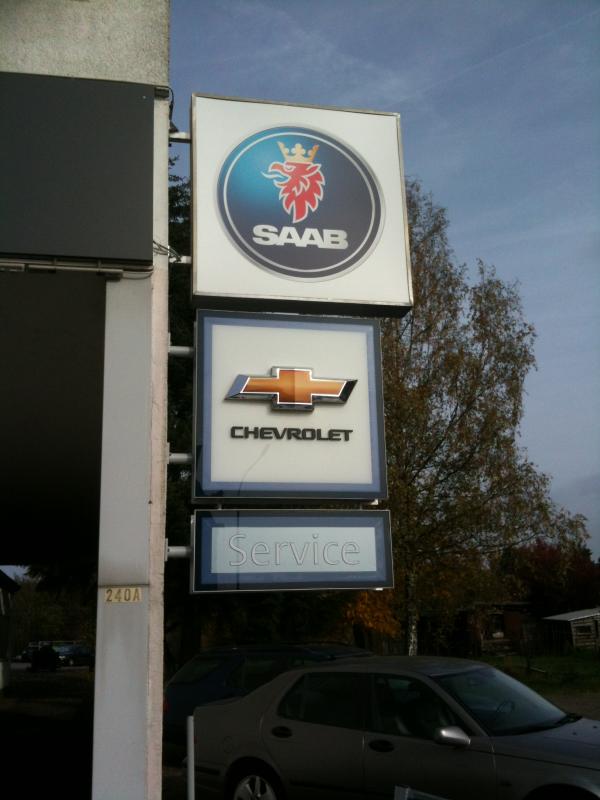 SAAB
CHEVROLET
Service
240A